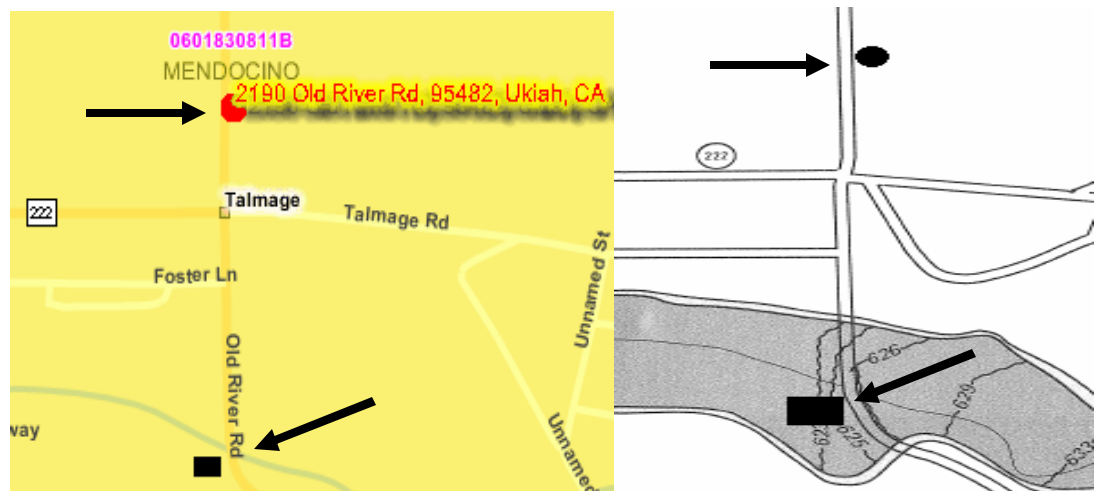 0601830811B
MENDOCINO
2190 Old River Rd, 95482, Ukiah, CA
Talmage
222
Talmage Rd
Foster Ln
Unnamed St
Old River Rd
way
Unnamed
222
626
629
625
633